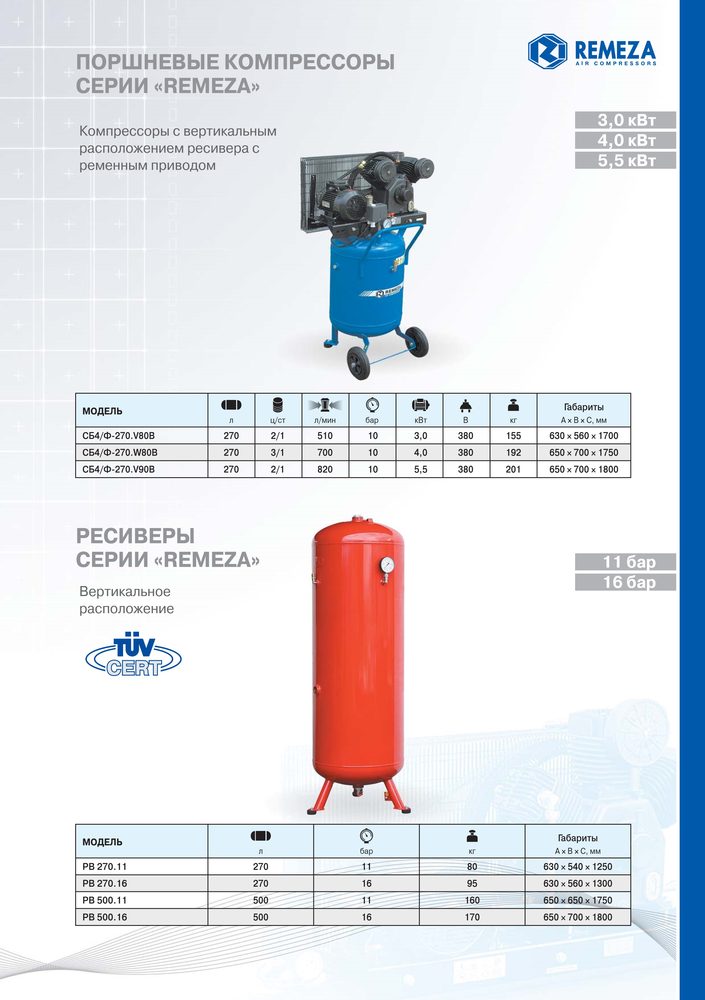 REMEZA
AIR COMPRESSORS
ПОРШНЕВЫЕ КОМПРЕССОРЫ
СЕРИИ «REMEZA»
3,0 кВт
4,0 кВт
5,5 кВт
Компрессоры с вертикальным
расположением ресивера с
ременным приводом
REMEZA
AIR COMPRESSORS
МОДЕЛЬ л ц/ст л/мин бар кВт В кг Габариты А × В × С, мм
СБ4/Ф-270.V80В 270 2/1 510 10 3,0 380 155 630 × 560 × 1700
СБ4/Ф-270.W80В 270 3/1 700 10 4,0 380 192 650 × 700 × 1750
СБ4/Ф-270.V90В 270 2/1 820 10 5,5 380 201 650 × 700 × 1800
РЕСИВЕРЫ
СЕРИИ «REMEZA»
11 бар
16 бар
Вертикальное
расположение
TÜV
CERT
МОДЕЛЬ л бар кг Габариты А × В × С, мм
РВ 270.11 270 11 80 630 × 540 × 1250
РВ 270.16 270 16 95 630 × 560 × 1300
РВ 500.11 500 11 160 650 × 650 × 1750
РВ 500.16 500 16 170 650 × 700 × 1800